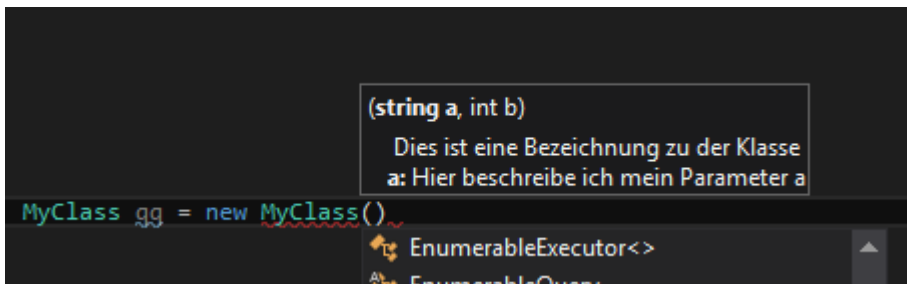 (string a, int b)
Dies ist eine Bezeichnung zu der Klasse
a: Hier beschreibe ich mein Parameter a
MyClass gg = new MyClass()
EnumerableExecutor<>
EnumerableQuery